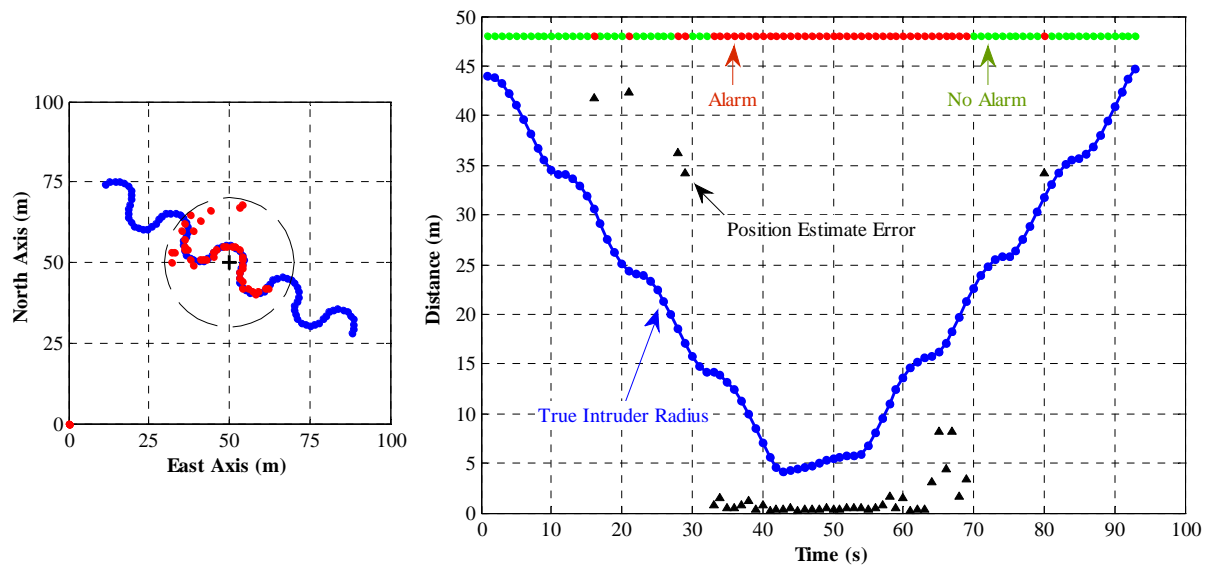 100
75
50
25
0
North Axis (m)
0 25 50 75 100
East Axis (m)
50
45
40
35
30
25
20
15
10
5
0
Distance (m)
Alarm
No Alarm
Position Estimate Error
True Intruder Radius
0 10 20 30 40 50 60 70 80 90 100
Time (s)